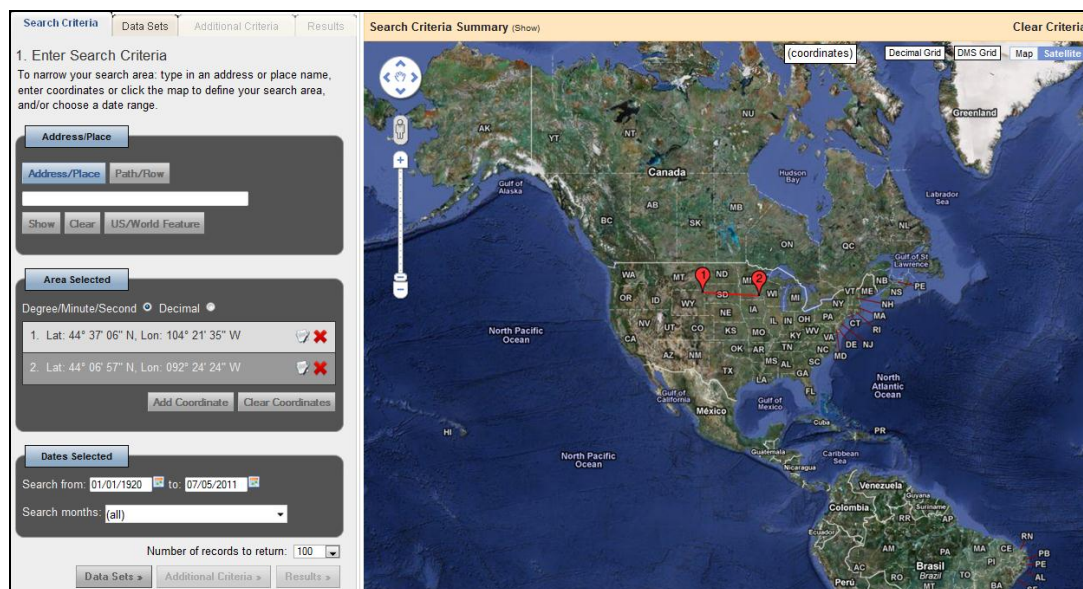 Search Criteria
Data Sets
Additional Criteria
Results
1. Enter Search Criteria
To narrow your search area: type in an address or place name,
enter coordinates or click the map to define your search area,
and/or choose a date range.
Address/Place
Address/Place
Path/Row
Show
Clear
US/World Feature
Area Selected
Degree/Minute/Second
Decimal
1. Lat: 44° 37' 06" N, Lon: 104° 21' 35" W
2. Lat: 44° 06' 57" N, Lon: 092° 24' 24" W
Add Coordinate
Clear Coordinates
Dates Selected
Search from: 01/01/1920 to: 07/05/2011
Search months: (all)
Number of records to return: 100
Data Sets »
Additional Criteria »
Results »
Search Criteria Summary (Show)
Clear Criteria
(coordinates)
Decimal Grid
DMS Grid
Map
Satellite
Greenland
NU
AK
YT
NT
Canada
Hudson
Bay
Gulf of
Alaska
Labrador
Sea
AB
MB
BC
SK
NL
ON
QC
Gulf of St
Lawrence
WA
MT
1
ND
2
NB
PE
OR
ID
WY
SD
WI
MI
VT
ME
NS
NY
NH
NE
IA
MA
NV
UT
CO
KS
MO
IL
IN
OH
PA
CT
RI
CA
KY
WV
VA
DE
NJ
MD
AZ
NM
OK
AR
TN
NC
SC
MS
AL
GA
TX
LA
FL
North Pacific
Ocean
North
Atlantic
Ocean
Gulf of
California
México
Gulf of
Mexico
Cuba
PR
HI
North Pacific
Ocean
Guatemala
Caribbean
Sea
Nicaragua
Venezuela
Guyana
Colombia
Suriname
RR
AP
Ecuador
AM
PA
MA
CE
RN
PB
PE
AL
PI
AC
RO
Brasil
Brazil
TO
BA
Perú
MT